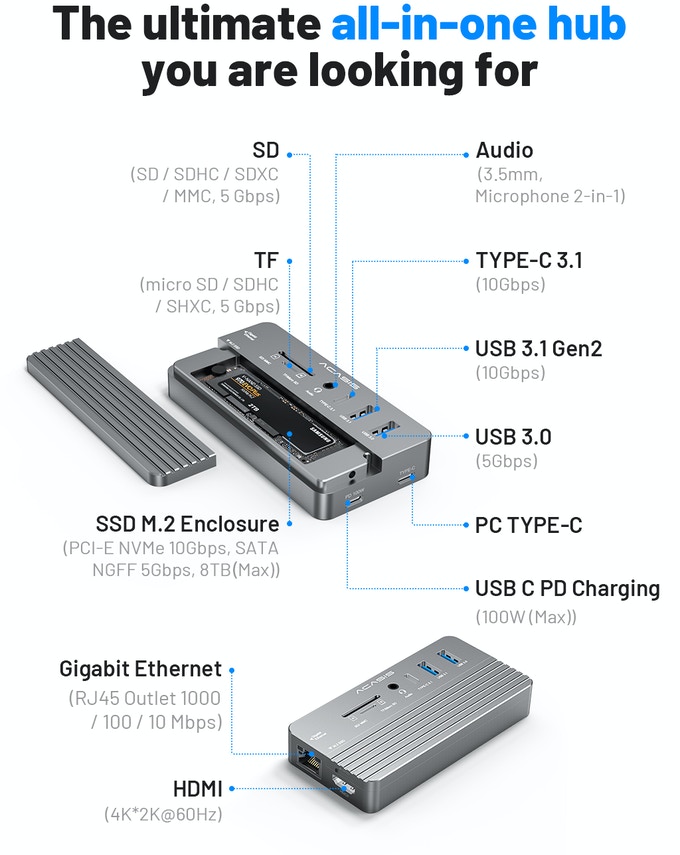 The ultimate all-in-one hub
you are looking for
SD
(SD / SDHC / SDXC
/ MMC, 5 Gbps)
Audio
(3.5mm,
Microphone 2-in-1)
TF
(micro SD / SDHC
/ SHXC, 5 Gbps)
TYPE-C 3.1
(10Gbps)
USB 3.1 Gen2
(10Gbps)
USB 3.0
(5Gbps)
ACASIS
SAMSUNG
2TB
TYPE-C
SSD M.2 Enclosure
(PCI-E NVMe 10Gbps, SATA
NGFF 5Gbps, 8TB(Max))
PC TYPE-C
USB C PD Charging
(100W (Max))
Gigabit Ethernet
(RJ45 Outlet 1000
/ 100 / 10 Mbps)
ACASIS
HDMI
(4K*2K@60Hz)